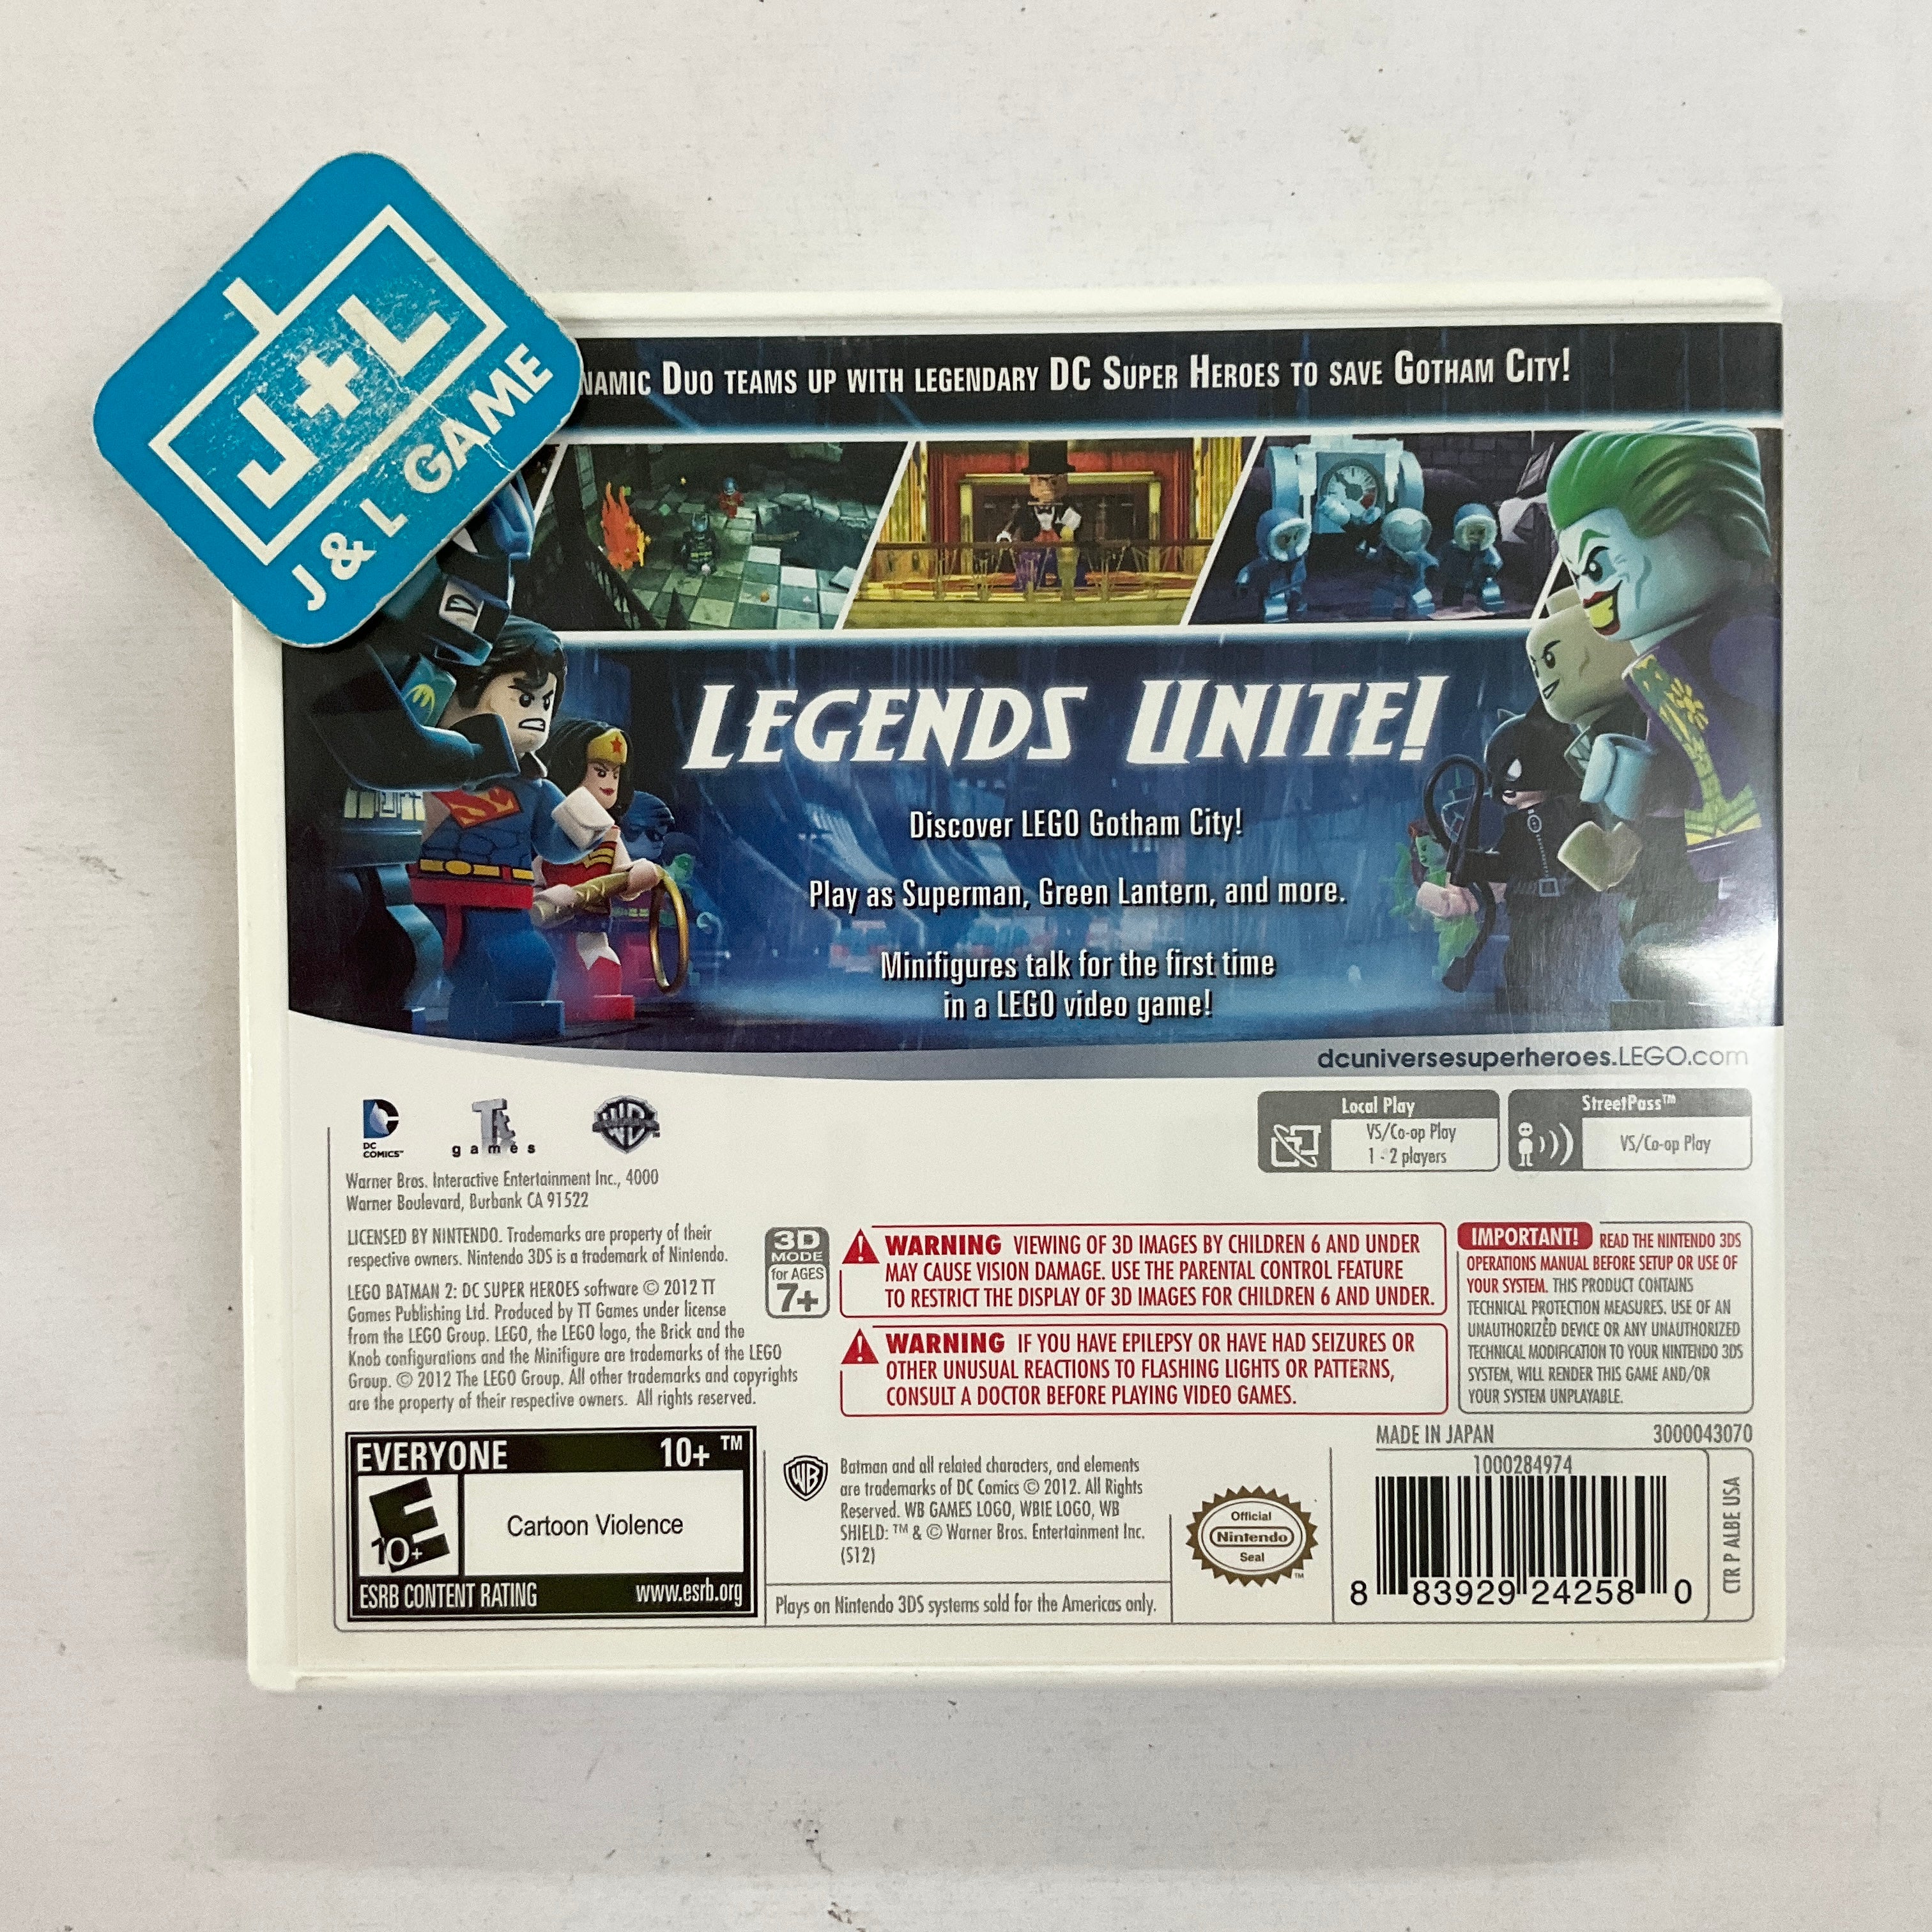 J+L
J & L GAME
NAMIC DUO TEAMS UP WITH LEGENDARY DC SUPER HEROES TO SAVE GOTHAM CITY!
LEGENDS UNITE!
Discover LEGO Gotham City!
Play as Superman, Green Lantern, and more.
Minifigures talk for the first time
in a LEGO video game!
dcuniversesuperheroes.LEGO.com
DC
COMICS™
games
WB
Local Play
VS/Co-op Play
1 - 2 players
StreetPass™
VS/Co-op Play
Warner Bros. Interactive Entertainment Inc., 4000
Warner Boulevard, Burbank CA 91522
LICENSED BY NINTENDO. Trademarks are property of their
respective owners. Nintendo 3DS is a trademark of Nintendo.
LEGO BATMAN 2: DC SUPER HEROES software © 2012 TT
Games Publishing Ltd. Produced by TT Games under license
from the LEGO Group. LEGO, the LEGO logo, the Brick and the
Knob configurations and the Minifigure are trademarks of the LEGO
Group. © 2012 The LEGO Group. All other trademarks and copyrights
are the property of their respective owners. All rights reserved.
3D
MODE
for AGES
7+
WARNING VIEWING OF 3D IMAGES BY CHILDREN 6 AND UNDER
MAY CAUSE VISION DAMAGE. USE THE PARENTAL CONTROL FEATURE
TO RESTRICT THE DISPLAY OF 3D IMAGES FOR CHILDREN 6 AND UNDER.
WARNING IF YOU HAVE EPILEPSY OR HAVE HAD SEIZURES OR
OTHER UNUSUAL REACTIONS TO FLASHING LIGHTS OR PATTERNS,
CONSULT A DOCTOR BEFORE PLAYING VIDEO GAMES.
IMPORTANT! READ THE NINTENDO 3DS
OPERATIONS MANUAL BEFORE SETUP OR USE OF
YOUR SYSTEM. THIS PRODUCT CONTAINS
TECHNICAL PROTECTION MEASURES. USE OF AN
UNAUTHORIZED DEVICE OR ANY UNAUTHORIZED
TECHNICAL MODIFICATION TO YOUR NINTENDO 3DS
SYSTEM, WILL RENDER THIS GAME AND/OR
YOUR SYSTEM UNPLAYABLE.
EVERYONE 10+ ™
E
10+
Cartoon Violence
ESRB CONTENT RATING www.esrb.org
WB
Batman and all related characters, and elements
are trademarks of DC Comics © 2012. All Rights
Reserved. WB GAMES LOGO, WBIE LOGO, WB
SHIELD: ™ & © Warner Bros. Entertainment Inc.
(S12)
Plays on Nintendo 3DS systems sold for the Americas only.
Official
Nintendo
Seal
™
MADE IN JAPAN 3000043070
1000284974
8 83929 24258 0
CTR P ALBE USA